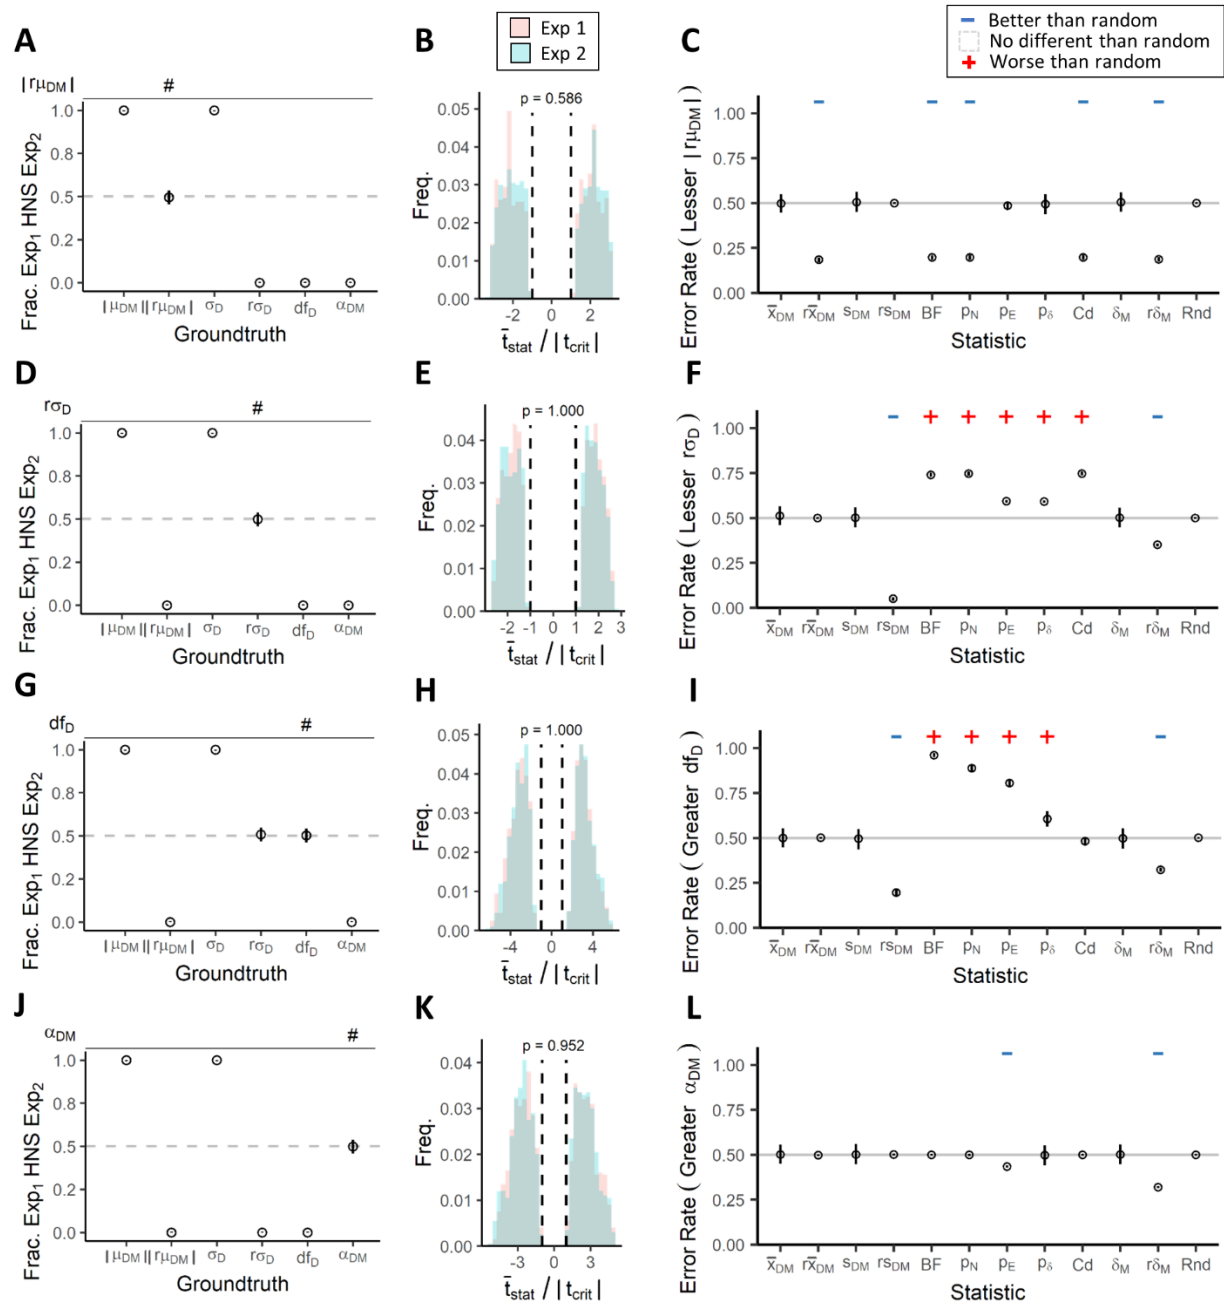 A
B
C
Exp 1
Exp 2
Better than random
No different than random
Worse than random
|rμDM|
#
Frac. Exp1 HNS Exp2
1.0
0.8
0.5
0.2
0.0
|μDM| |rμDM| σD rσD dfD αDM
Groundtruth
p = 0.586
Freq.
0.05
0.04
0.03
0.02
0.01
0.00
-2 0 2
t̄stat / |tcrit|
Error Rate ( Lesser |rμDM| )
1.00
0.75
0.50
0.25
0.00
x̄DM rx̄DM sDM rsDM BF pN pE pδ Cd δM rδM Rnd
Statistic
D
E
F
rσD
#
Frac. Exp1 HNS Exp2
1.0
0.8
0.5
0.2
0.0
|μDM| |rμDM| σD rσD dfD αDM
Groundtruth
p = 1.000
Freq.
0.04
0.03
0.02
0.01
0.00
-2 -1 0 1 2 3
t̄stat / |tcrit|
Error Rate ( Lesser rσD )
1.00
0.75
0.50
0.25
0.00
x̄DM rx̄DM sDM rsDM BF pN pE pδ Cd δM rδM Rnd
Statistic
G
H
I
dfD
#
Frac. Exp1 HNS Exp2
1.0
0.8
0.5
0.2
0.0
|μDM| |rμDM| σD rσD dfD αDM
Groundtruth
p = 1.000
Freq.
0.05
0.04
0.03
0.02
0.01
0.00
-4 0 4
t̄stat / |tcrit|
Error Rate ( Greater dfD )
1.00
0.75
0.50
0.25
0.00
x̄DM rx̄DM sDM rsDM BF pN pE pδ Cd δM rδM Rnd
Statistic
J
K
L
αDM
#
Frac. Exp1 HNS Exp2
1.0
0.8
0.5
0.2
0.0
|μDM| |rμDM| σD rσD dfD αDM
Groundtruth
p = 0.952
Freq.
0.04
0.03
0.02
0.01
0.00
-3 0 3
t̄stat / |tcrit|
Error Rate ( Greater αDM )
1.00
0.75
0.50
0.25
0.00
x̄DM rx̄DM sDM rsDM BF pN pE pδ Cd δM rδM Rnd
Statistic